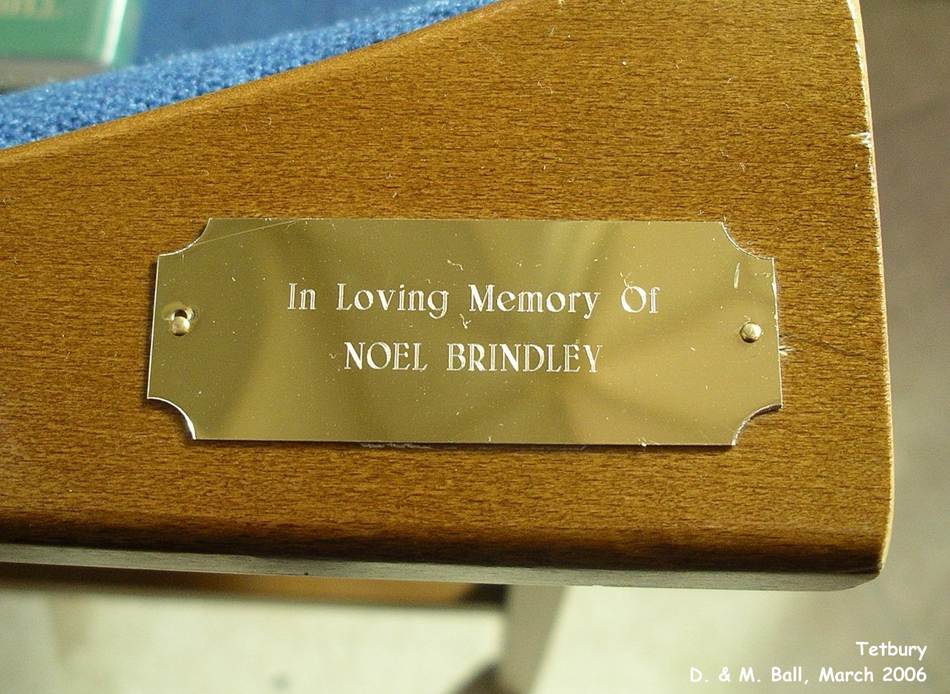 In Loving Memory Of
NOEL BRINDLEY
Tetbury
D. & M. Ball, March 2006